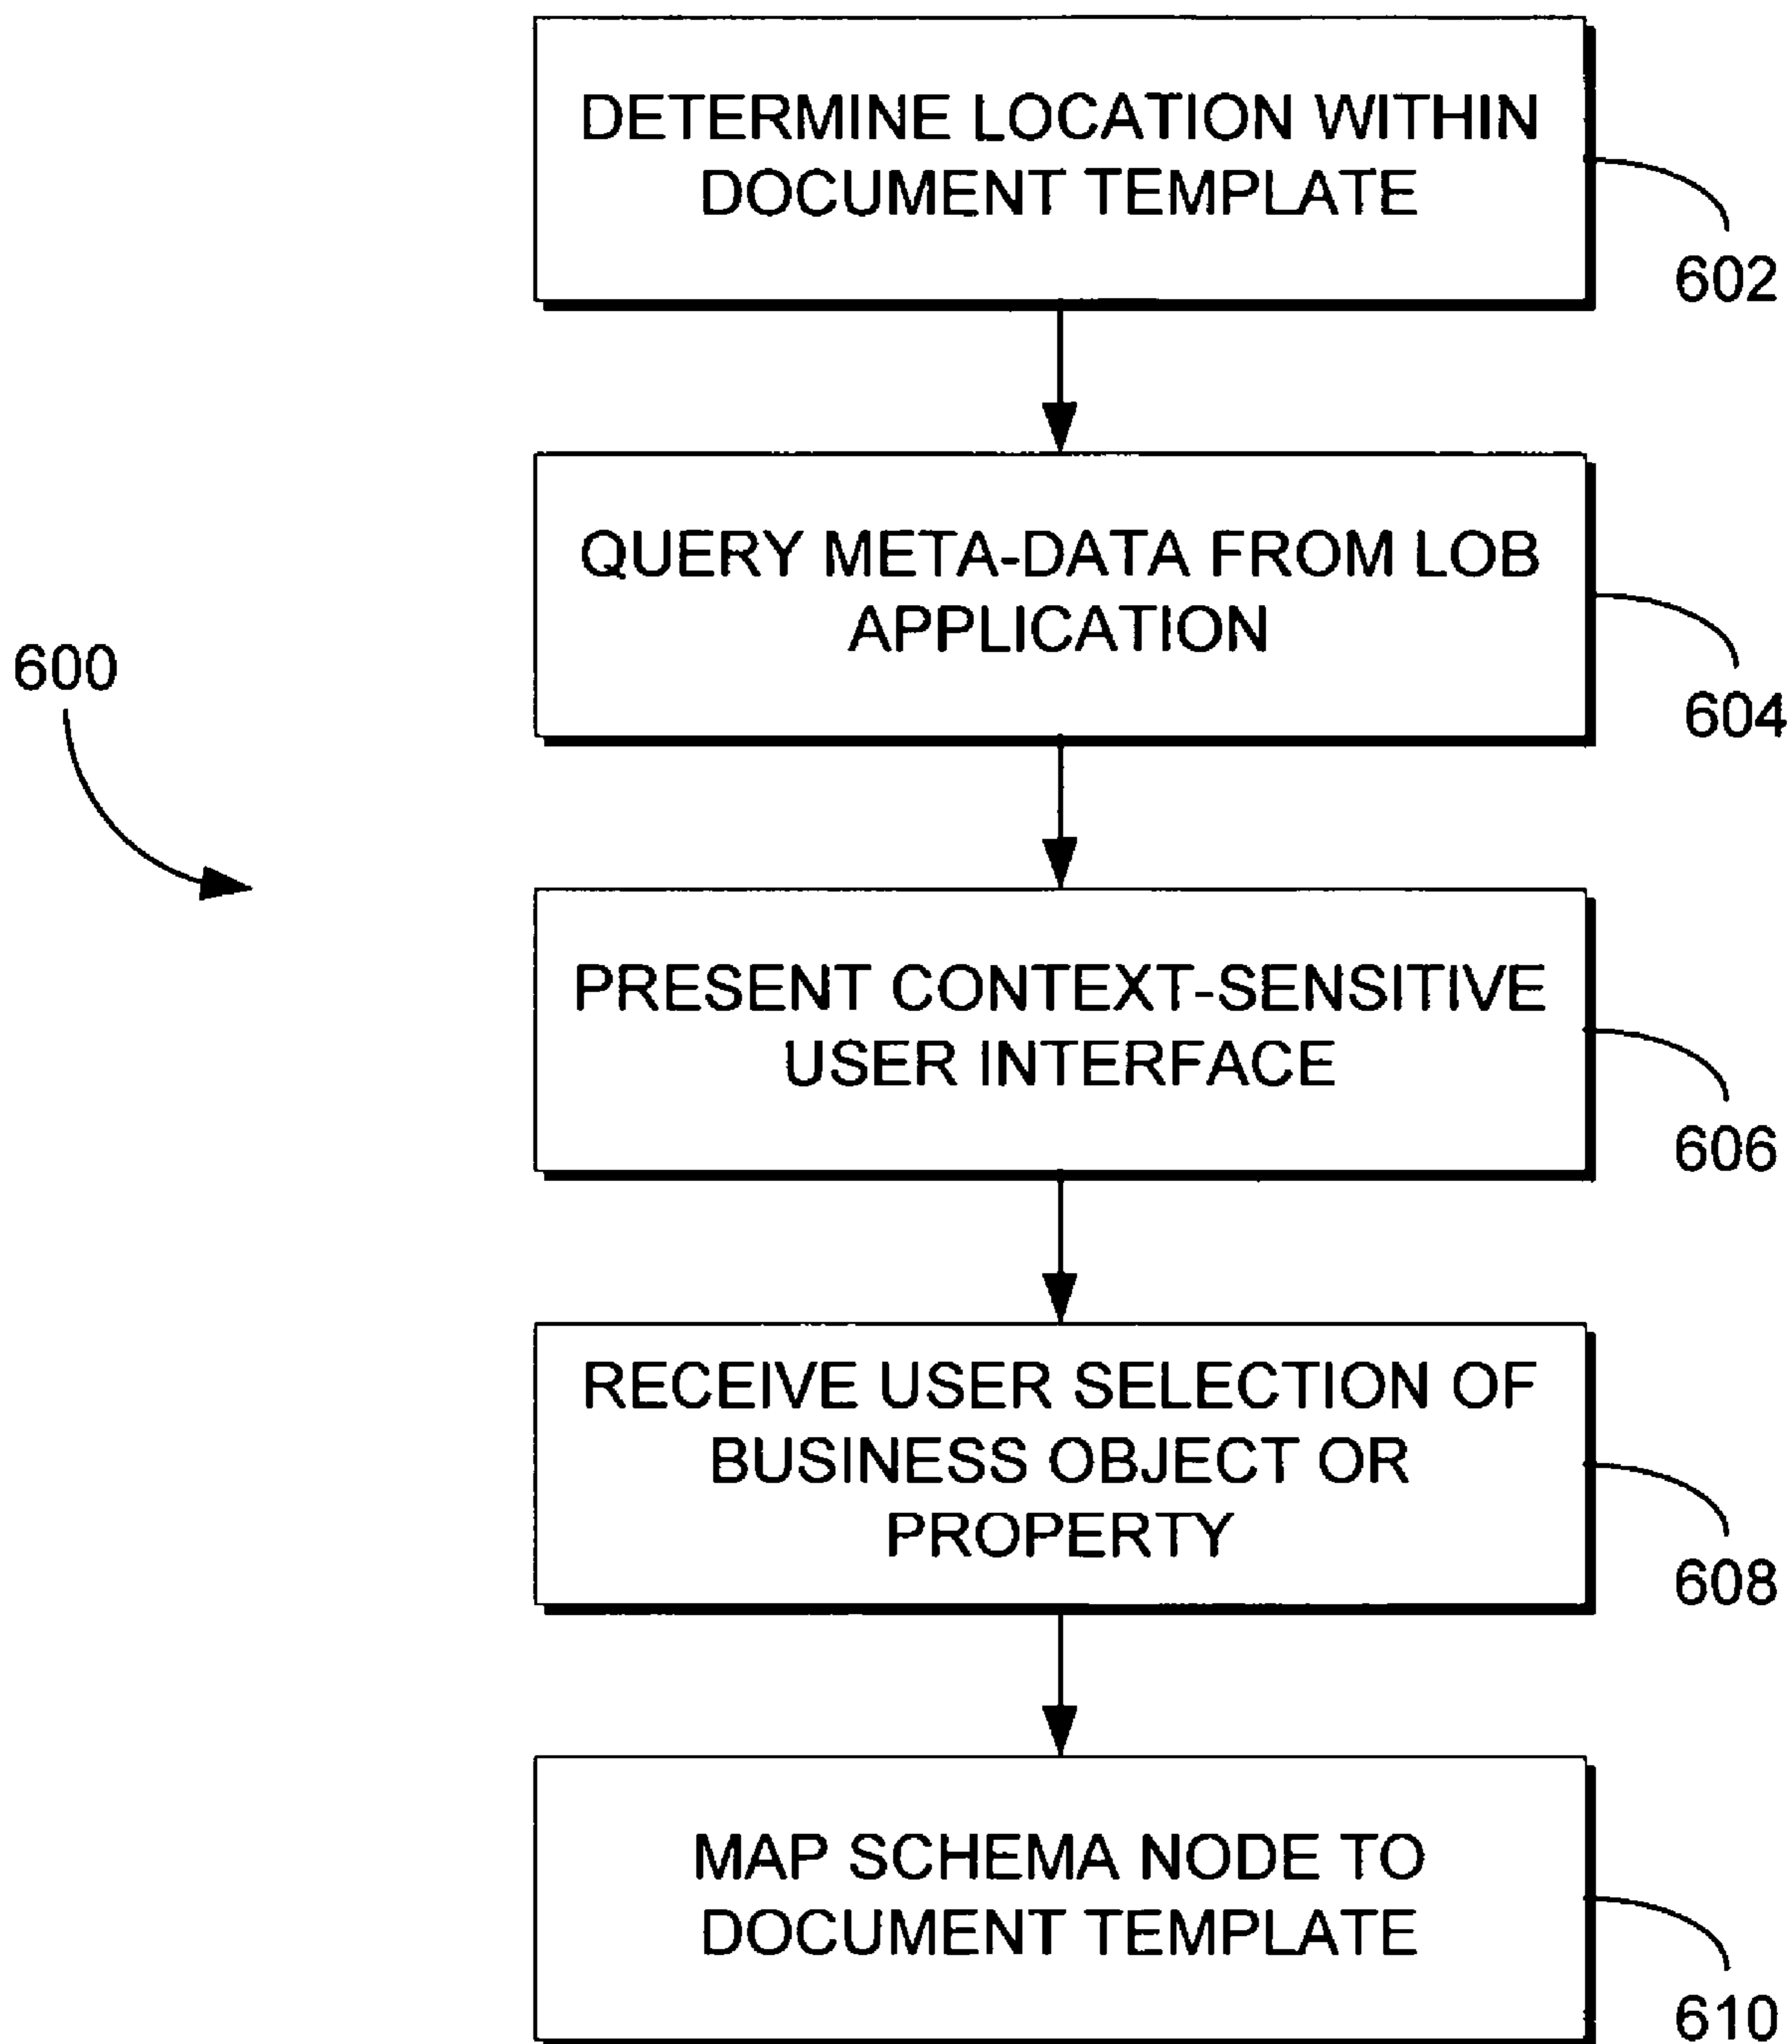 DETERMINE LOCATION WITHIN
DOCUMENT TEMPLATE
602
QUERY META-DATA FROM LOB
APPLICATION
604
600
PRESENT CONTEXT-SENSITIVE
USER INTERFACE
606
RECEIVE USER SELECTION OF
BUSINESS OBJECT OR
PROPERTY
608
MAP SCHEMA NODE TO
DOCUMENT TEMPLATE
610